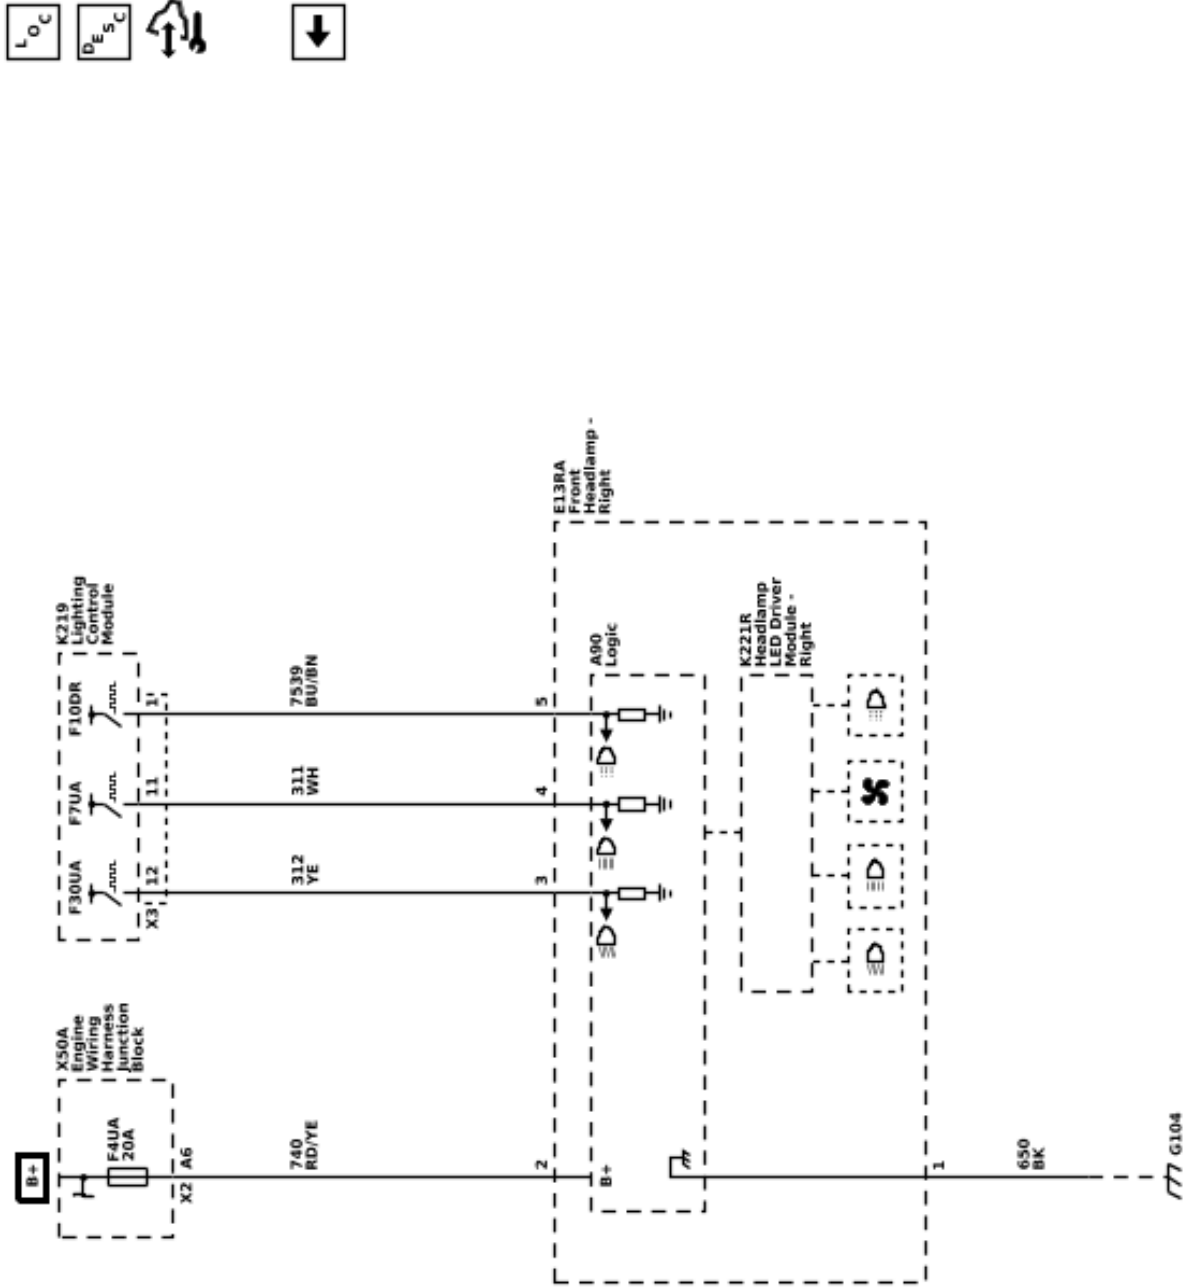 LOC
DESC
B+
X50A
Engine
Wiring
Harness
Junction
Block
F4UA
20A
X2 A6
740
RD/YE
2
B+
K219
Lighting
Control
Module
F30UA
F7UA
F10DR
X3
12
11
1
312
YE
311
WH
7539
BU/BN
3
4
5
E13RA
Front
Headlamp -
Right
A90
Logic
K221R
Headlamp
LED Driver
Module -
Right
1
650
BK
G104